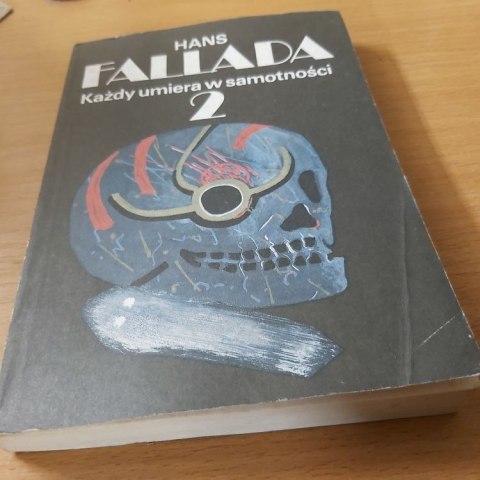 HANS
FALLADA
Każdy umiera w samotności
2